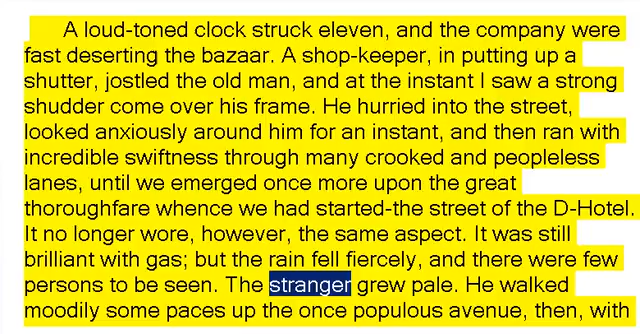 A loud-toned clock struck eleven, and the company were
fast deserting the bazaar. A shop-keeper, in putting up a
shutter, jostled the old man, and at the instant I saw a strong
shudder come over his frame. He hurried into the street,
looked anxiously around him for an instant, and then ran with
incredible swiftness through many crooked and peopleless
lanes, until we emerged once more upon the great
thoroughfare whence we had started-the street of the D-Hotel.
It no longer wore, however, the same aspect. It was still
brilliant with gas; but the rain fell fiercely, and there were few
persons to be seen. The stranger grew pale. He walked
moodily some paces up the once populous avenue, then, with